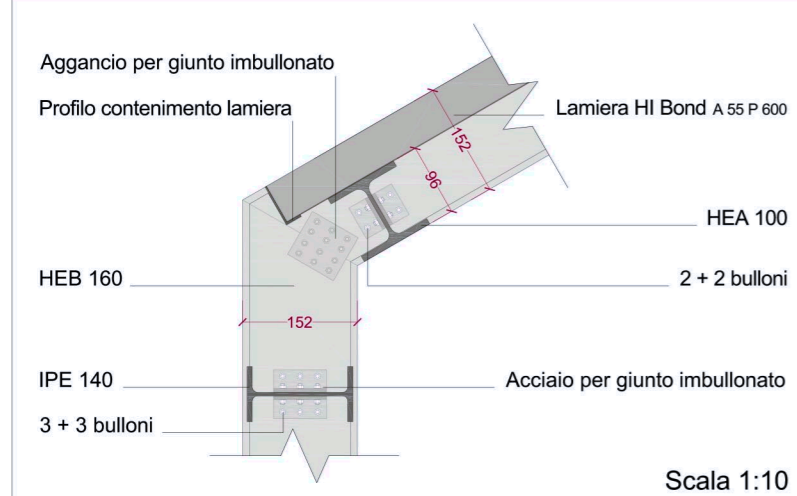 Aggancio per giunto imbullonato
Profilo contenimento lamiera
Lamiera HI Bond A 55 P 600
152
96
HEA 100
HEB 160
2 + 2 bulloni
152
IPE 140
Acciaio per giunto imbullonato
3 + 3 bulloni
Scala 1:10